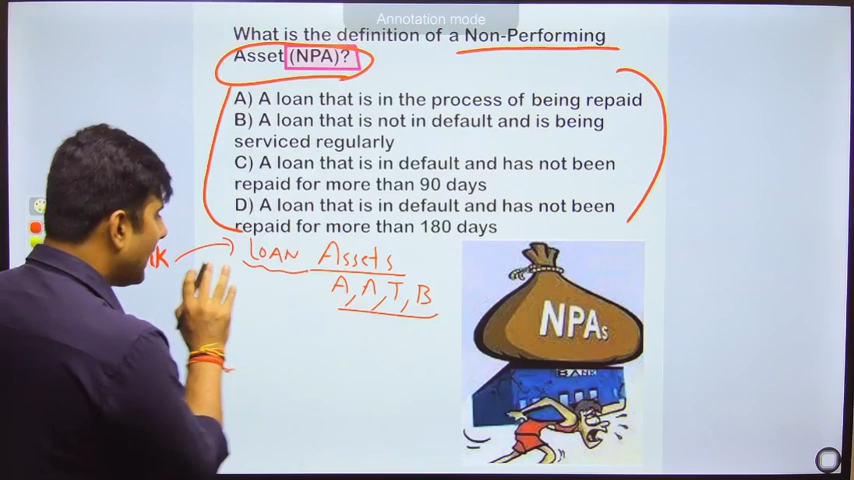 Annotation mode
What is the definition of a Non-Performing
Asset (NPA)?
A) A loan that is in the process of being repaid
B) A loan that is not in default and is being
serviced regularly
C) A loan that is in default and has not been
repaid for more than 90 days
D) A loan that is in default and has not been
repaid for more than 180 days
LOAN Assets
A, A, T, B
NPAs
BANK